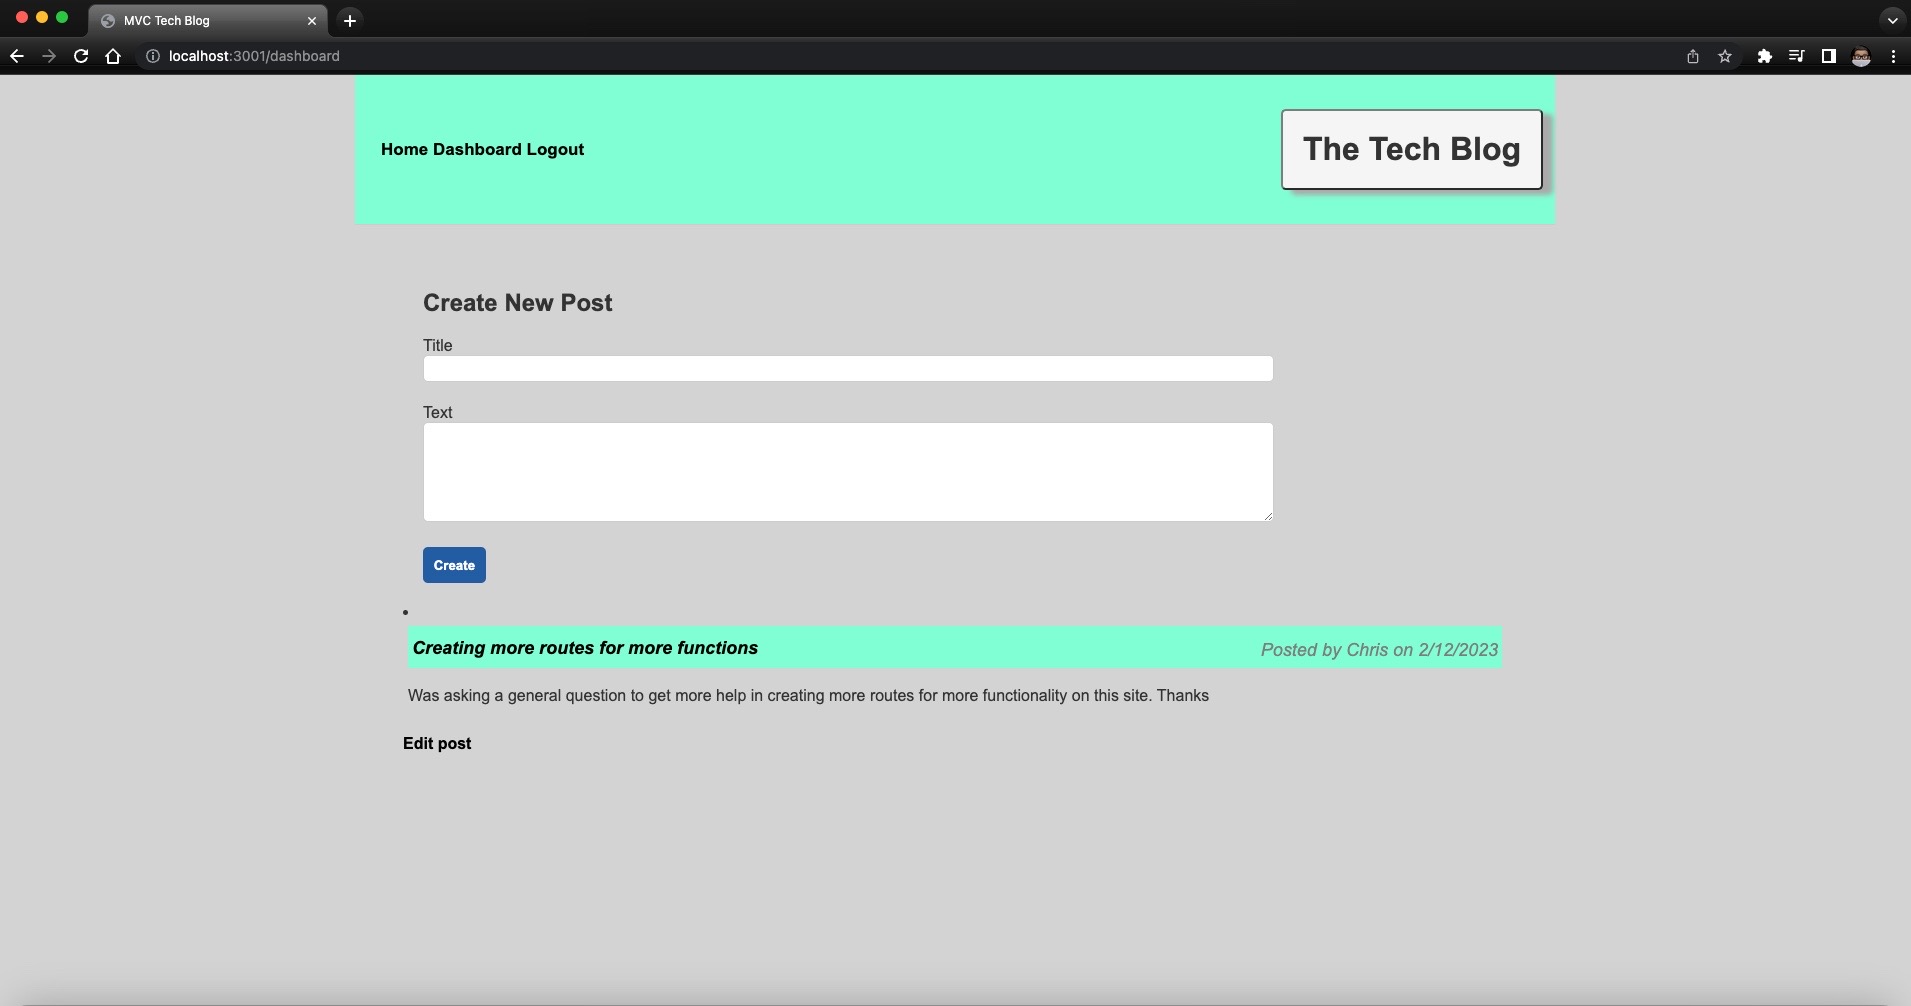 MVC Tech Blog
localhost:3001/dashboard
Home Dashboard Logout
The Tech Blog
Create New Post
Title
Text
Create
Creating more routes for more functions
Posted by Chris on 2/12/2023
Was asking a general question to get more help in creating more routes for more functionality on this site. Thanks
Edit post